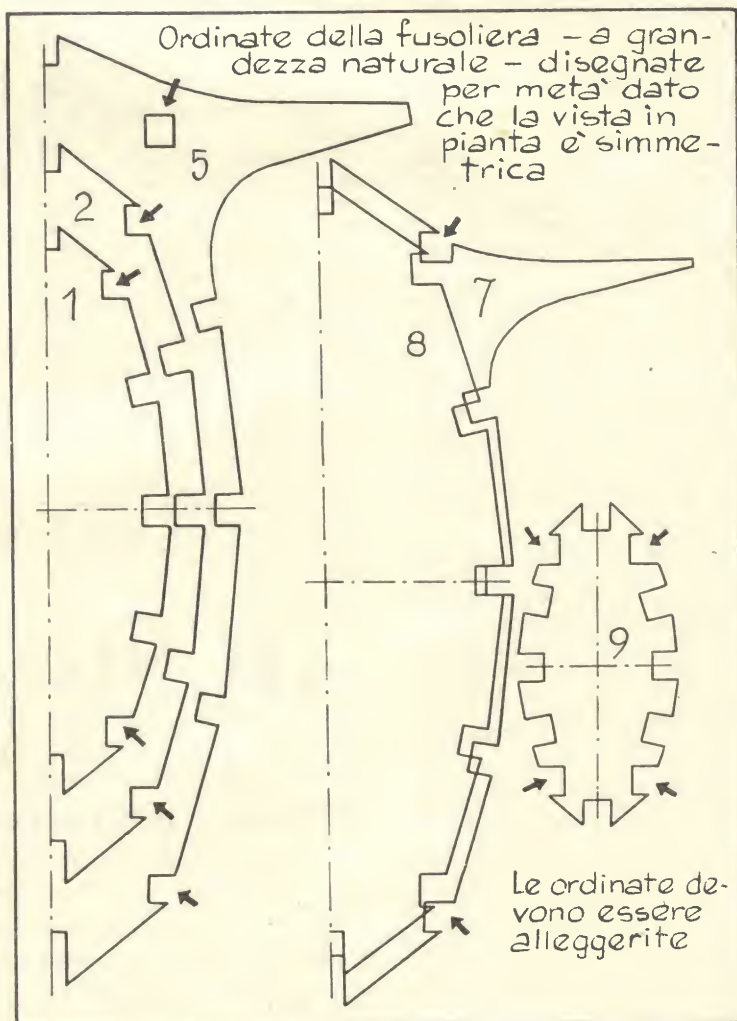 Ordinate della fusoliera - a gran-
dezza naturale - disegnate
per metà dato
che la vista in
pianta è simme-
trica
5
2
1
7
8
9
Le ordinate de-
vono essere
alleggerite